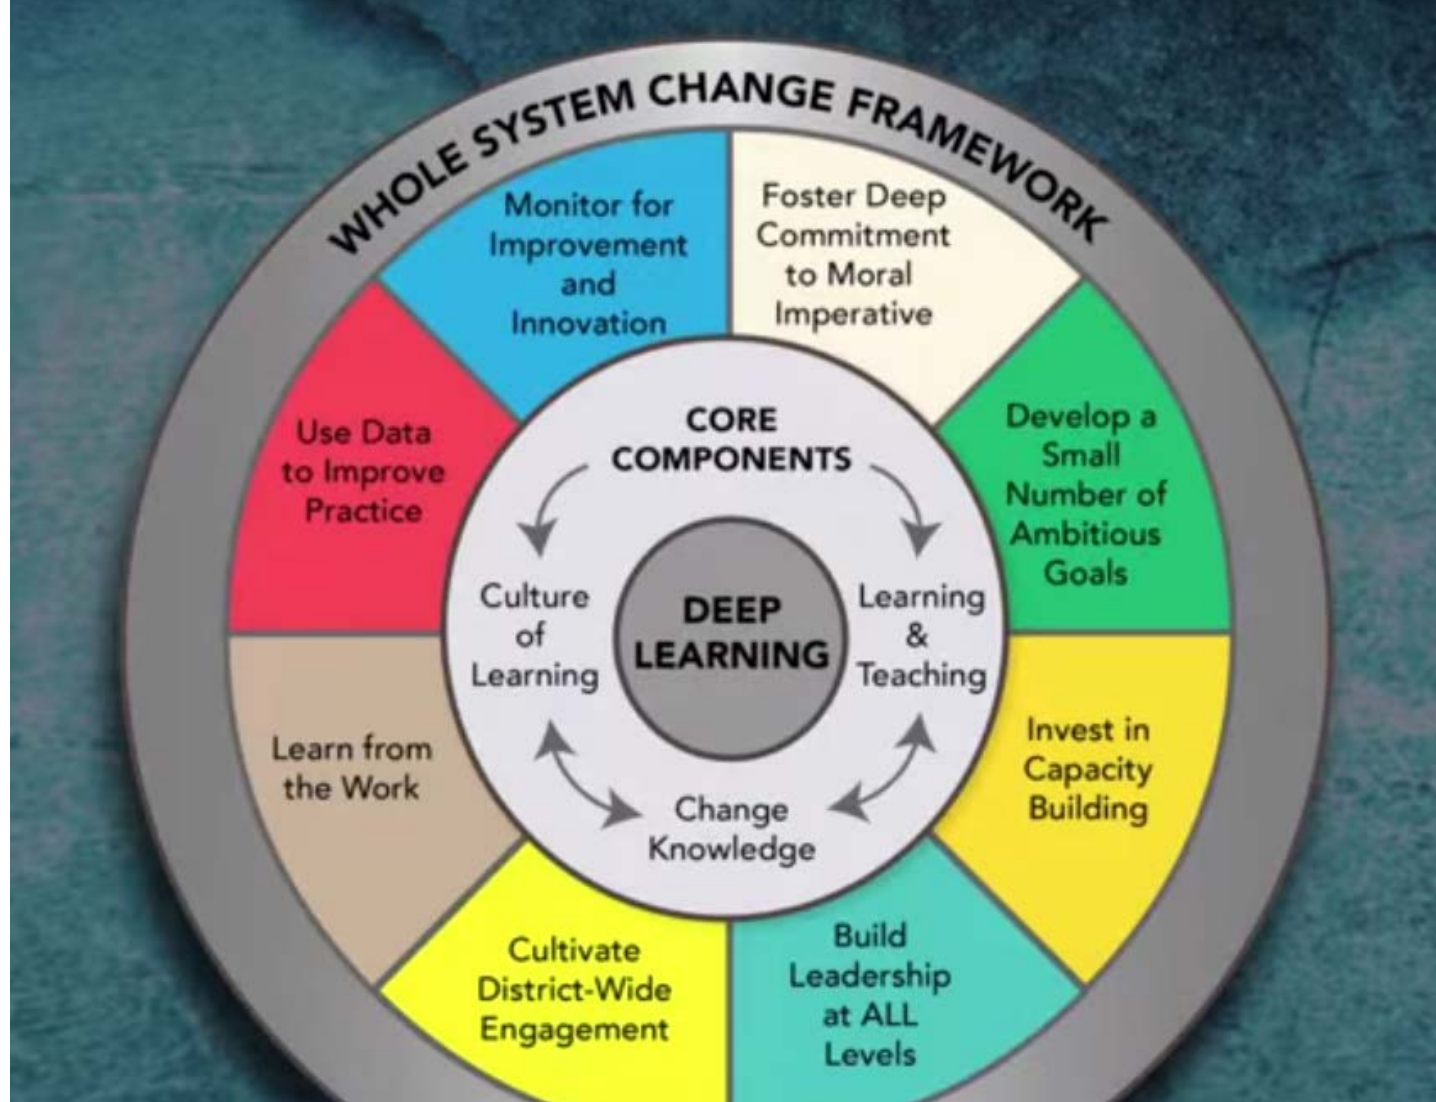 WHOLE SYSTEM CHANGE FRAMEWORK
Monitor for
Improvement
and
Innovation
Foster Deep
Commitment
to Moral
Imperative
Develop a
Small
Number of
Ambitious
Goals
Invest in
Capacity
Building
Build
Leadership
at ALL
Levels
Cultivate
District-Wide
Engagement
Learn from
the Work
Use Data
to Improve
Practice
CORE
COMPONENTS
Culture
of
Learning
Learning
&
Teaching
Change
Knowledge
DEEP
LEARNING